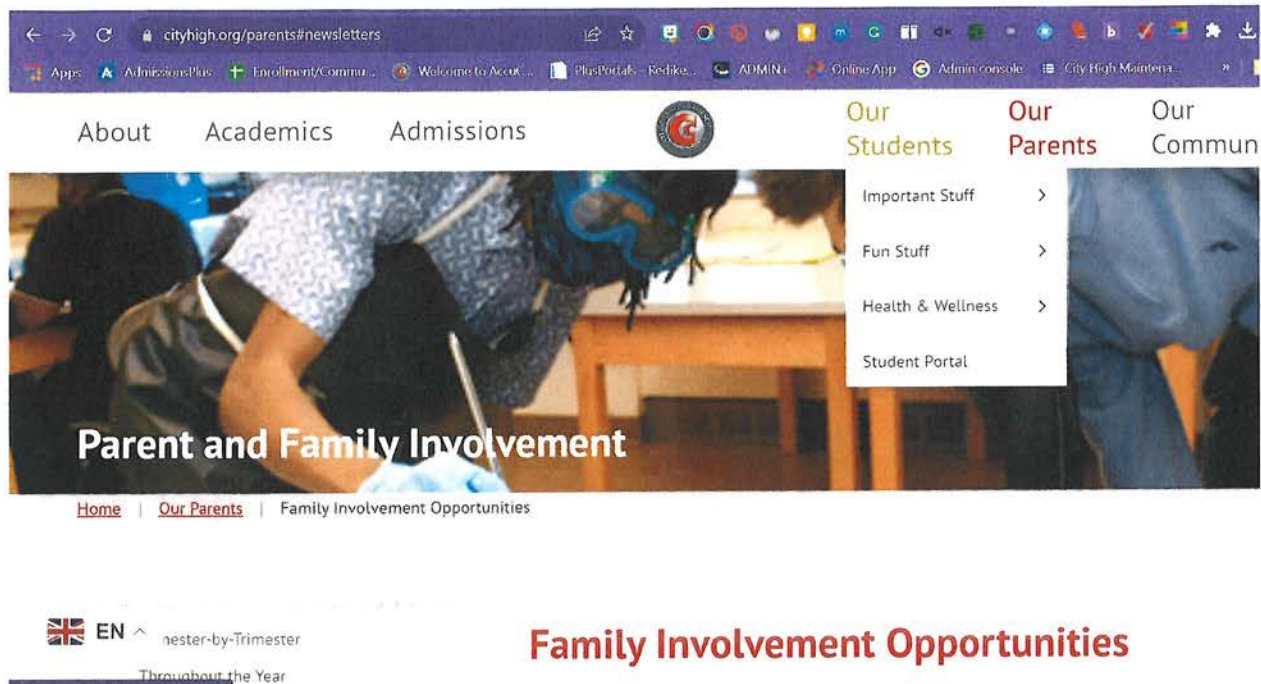 cityhigh.org/parents#newsletters
Apps AdmissionsPlus Enrollment/Commu... Welcome to AccuC... PlusPortals - Redike... ADMIN Online App Admin console City High Maintena... »
About Academics Admissions Our Students Our Parents Our Commun
Important Stuff >
Fun Stuff >
Health & Wellness >
Student Portal
Parent and Family Involvement
Home | Our Parents | Family Involvement Opportunities
EN nester-by-Trimester
Family Involvement Opportunities
Throughout the Year